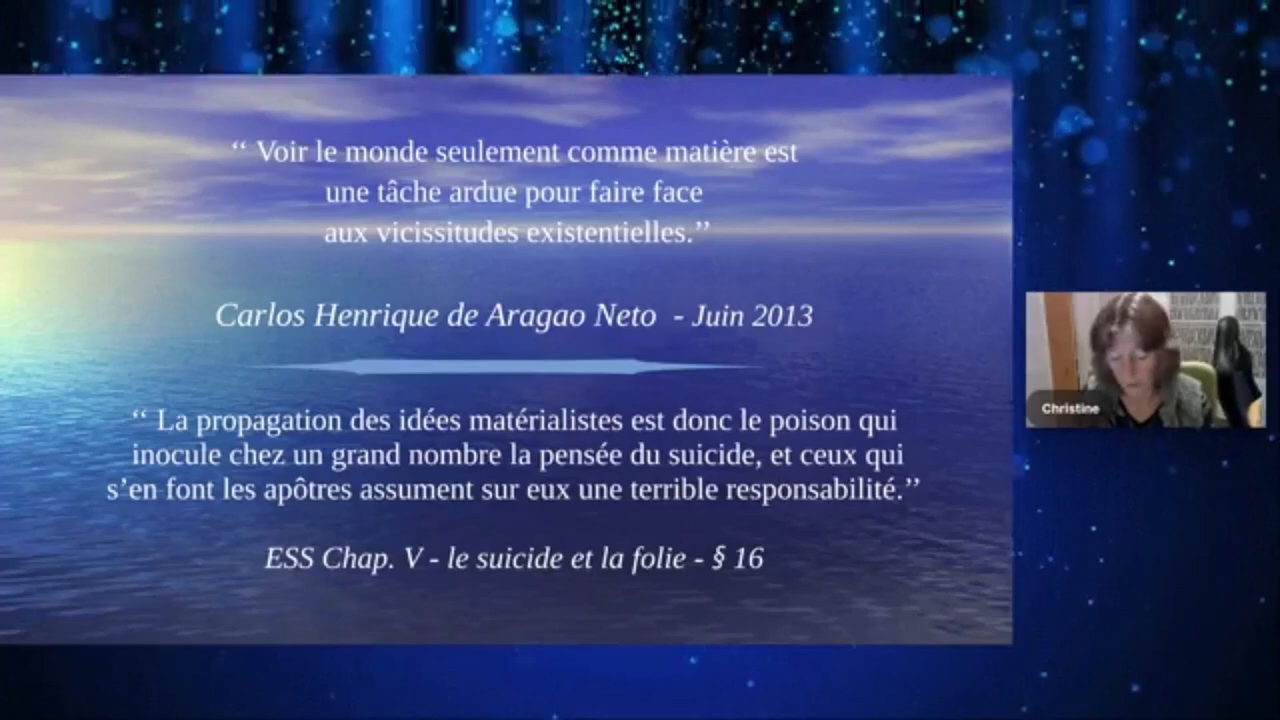 ‘‘ Voir le monde seulement comme matière est
une tâche ardue pour faire face
aux vicissitudes existentielles.’’
Carlos Henrique de Aragao Neto - Juin 2013
‘‘ La propagation des idées matérialistes est donc le poison qui
inocule chez un grand nombre la pensée du suicide, et ceux qui
s’en font les apôtres assument sur eux une terrible responsabilité.’’
ESS Chap. V - le suicide et la folie - § 16
Christine